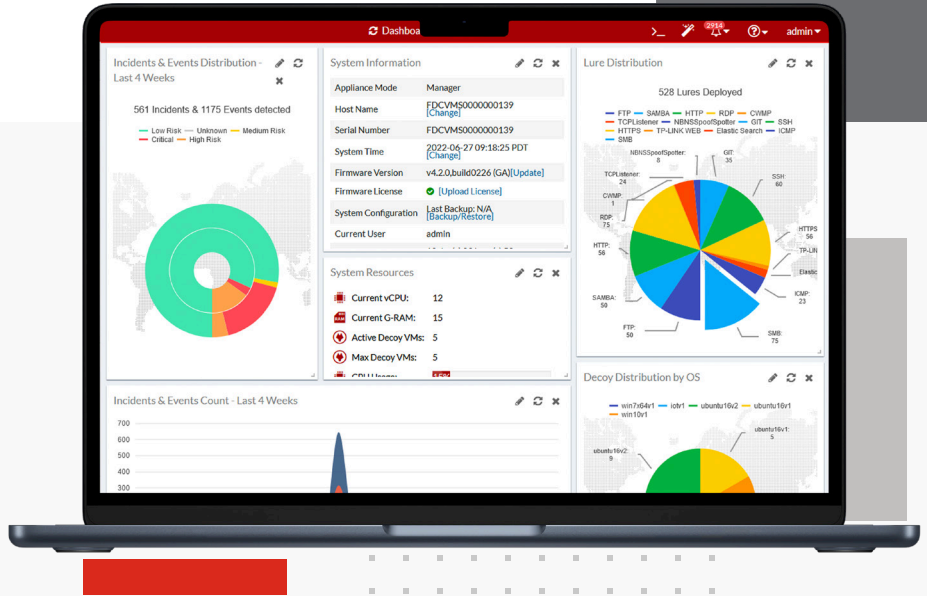 Dashboa
>_
2914
admin
Incidents & Events Distribution -
Last 4 Weeks
561 Incidents & 1175 Events detected
Low Risk Unknown Medium Risk
Critical High Risk
System Information
Appliance Mode Manager
Host Name FDCVMS0000000139
[Change]
Serial Number FDCVMS0000000139
System Time 2022-06-27 09:18:25 PDT
[Change]
Firmware Version v4.2.0,build0226 (GA)[Update]
Firmware License [Upload License]
System Configuration Last Backup: N/A
[Backup/Restore]
Current User admin
System Resources
Current vCPU: 12
RAM
Current G-RAM: 15
Active Decoy VMs: 5
Max Decoy VMs: 5
Lure Distribution
528 Lures Deployed
FTP SAMBA HTTP RDP CWMP
TCPListener NBNSSpoofSpotter GIT SSH
HTTPS TP-LINK WEB Elastic Search ICMP
SMB
NBNSSpoofSpotter:
8
GIT:
35
TCPListener:
24
SSH:
60
CWMP:
1
RDP:
75
HTTPS
56
HTTP:
56
TP-LIN
Elastic
SAMBA:
50
ICMP:
23
FTP:
50
SMB:
75
Incidents & Events Count - Last 4 Weeks
700
600
500
400
300
Decoy Distribution by OS
win7x64v1 iotv1 ubuntu16v2 ubuntu16v1
win10v1
ubuntu16v1:
5
ubuntu16v2:
9